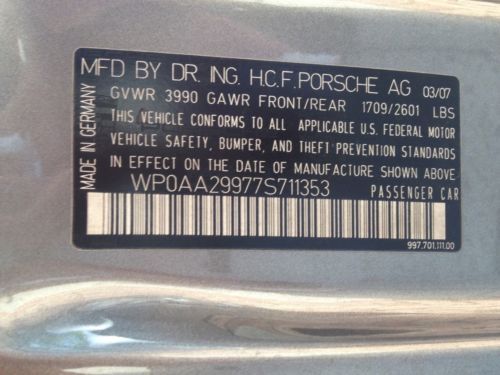 MFD BY DR. ING. H.C.F. PORSCHE AG 03/07
GVWR 3990 GAWR FRONT/REAR 1709/2601 LBS
THIS VEHICLE CONFORMS TO ALL APPLICABLE U.S. FEDERAL MOTOR
VEHICLE SAFETY, BUMPER, AND THEFT PREVENTION STANDARDS
IN EFFECT ON THE DATE OF MANUFACTURE SHOWN ABOVE.
WP0AA29977S711353 PASSENGER CAR
997.701.111.00
MADE IN GERMANY